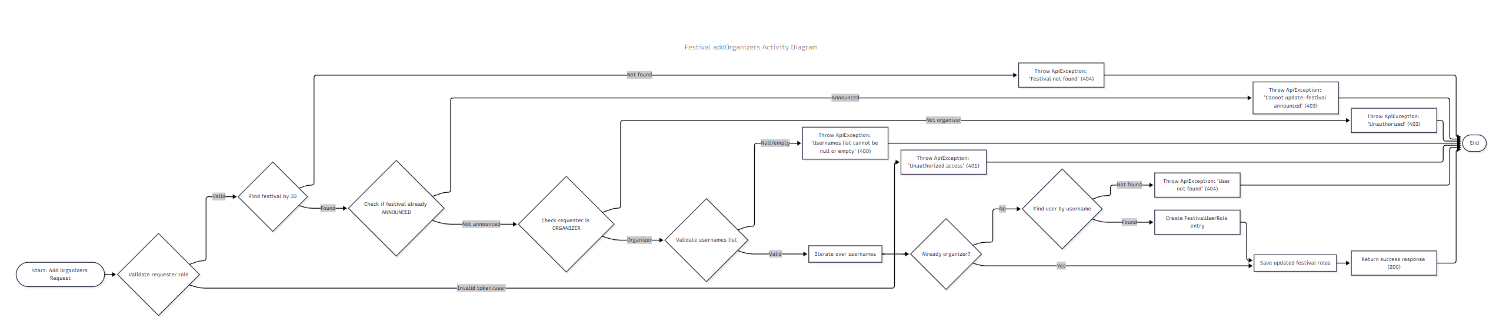 Festival addOrganizers Activity Diagram
Not found
Throw ApiException:
'Festival not found' (404)
Announced
Throw ApiException:
'Cannot update: festival
announced' (403)
Not organizer
Throw ApiException:
'Unauthorized' (403)
Null/empty
Throw ApiException:
'Usernames list cannot be
null or empty' (400)
Throw ApiException:
'Unauthorized access' (401)
End
Valid
Find festival by ID
Found
Check if festival already
ANNOUNCED
Not announced
Check requester is
ORGANIZER
Organizer
Validate usernames list
Valid
Iterate over usernames
Already organizer?
No
Find user by username
Not found
Throw ApiException: 'User
not found' (404)
Found
Create FestivalUserRole
entry
Yes
Save updated festival roles
Return success response
(200)
Start: Add Organizers
Request
Validate requester role
Invalid token/user